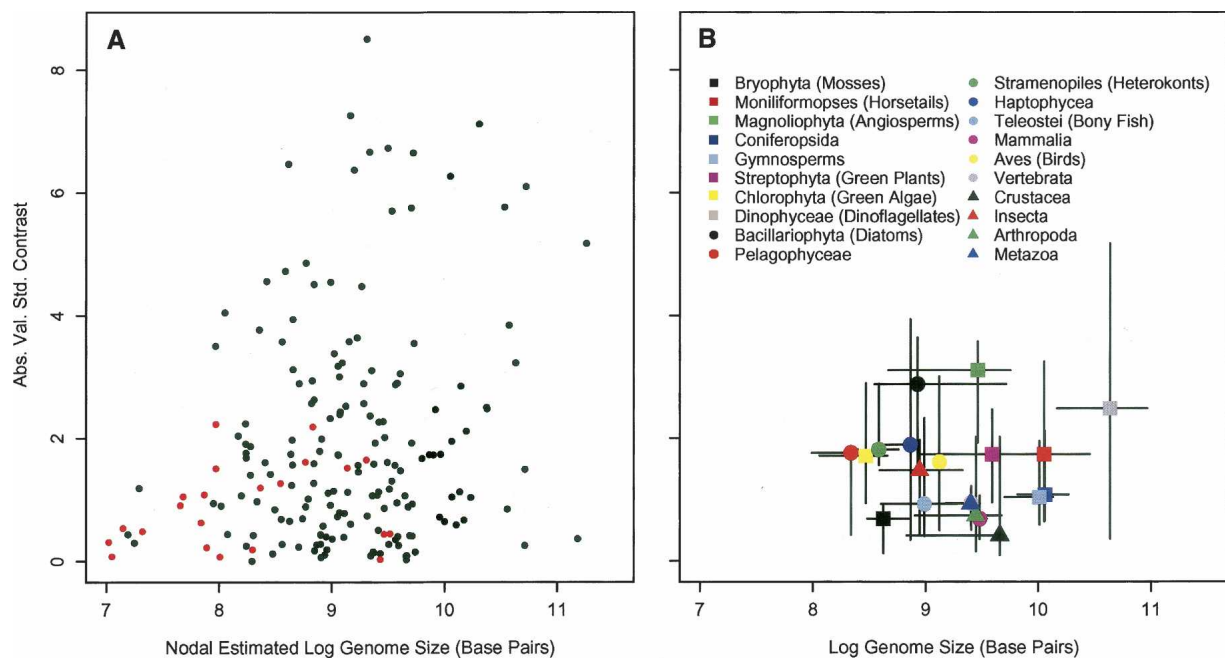 A
B
Abs. Val. Std. Contrast
8
6
4
2
0
7 8 9 10 11
Nodal Estimated Log Genome Size (Base Pairs)
Bryophyta (Mosses)
Moniliformopses (Horsetails)
Magnoliophyta (Angiosperms)
Coniferopsida
Gymnosperms
Streptophyta (Green Plants)
Chlorophyta (Green Algae)
Dinophyceae (Dinoflagellates)
Bacillariophyta (Diatoms)
Pelagophyceae
Stramenopiles (Heterokonts)
Haptophycea
Teleostei (Bony Fish)
Mammalia
Aves (Birds)
Vertebrata
Crustacea
Insecta
Arthropoda
Metazoa
7 8 9 10 11
Log Genome Size (Base Pairs)